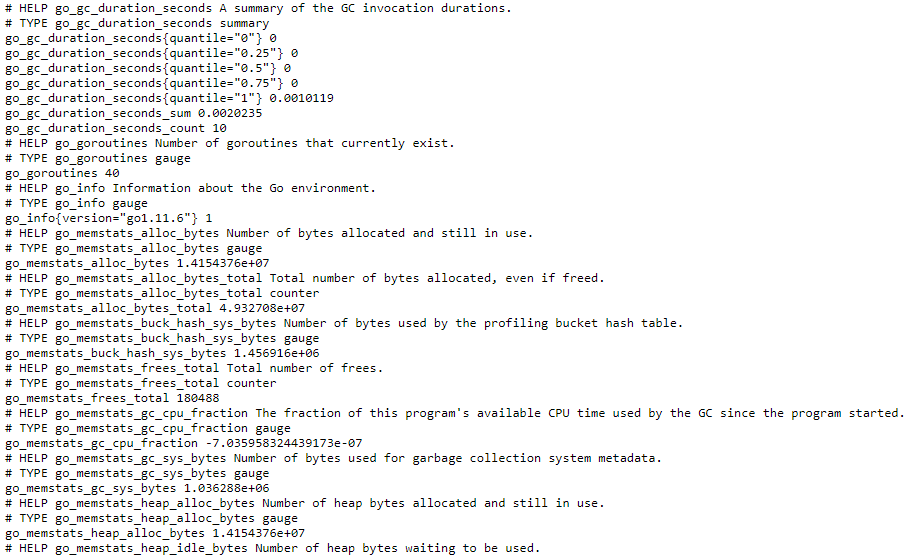 # HELP go_gc_duration_seconds A summary of the GC invocation durations.
# TYPE go_gc_duration_seconds summary
go_gc_duration_seconds{quantile="0"} 0
go_gc_duration_seconds{quantile="0.25"} 0
go_gc_duration_seconds{quantile="0.5"} 0
go_gc_duration_seconds{quantile="0.75"} 0
go_gc_duration_seconds{quantile="1"} 0.0010119
go_gc_duration_seconds_sum 0.0020235
go_gc_duration_seconds_count 10
# HELP go_goroutines Number of goroutines that currently exist.
# TYPE go_goroutines gauge
go_goroutines 40
# HELP go_info Information about the Go environment.
# TYPE go_info gauge
go_info{version="go1.11.6"} 1
# HELP go_memstats_alloc_bytes Number of bytes allocated and still in use.
# TYPE go_memstats_alloc_bytes gauge
go_memstats_alloc_bytes 1.4154376e+07
# HELP go_memstats_alloc_bytes_total Total number of bytes allocated, even if freed.
# TYPE go_memstats_alloc_bytes_total counter
go_memstats_alloc_bytes_total 4.932708e+07
# HELP go_memstats_buck_hash_sys_bytes Number of bytes used by the profiling bucket hash table.
# TYPE go_memstats_buck_hash_sys_bytes gauge
go_memstats_buck_hash_sys_bytes 1.456916e+06
# HELP go_memstats_frees_total Total number of frees.
# TYPE go_memstats_frees_total counter
go_memstats_frees_total 180488
# HELP go_memstats_gc_cpu_fraction The fraction of this program's available CPU time used by the GC since the program started.
# TYPE go_memstats_gc_cpu_fraction gauge
go_memstats_gc_cpu_fraction -7.035958324439173e-07
# HELP go_memstats_gc_sys_bytes Number of bytes used for garbage collection system metadata.
# TYPE go_memstats_gc_sys_bytes gauge
go_memstats_gc_sys_bytes 1.036288e+06
# HELP go_memstats_heap_alloc_bytes Number of heap bytes allocated and still in use.
# TYPE go_memstats_heap_alloc_bytes gauge
go_memstats_heap_alloc_bytes 1.4154376e+07
# HELP go_memstats_heap_idle_bytes Number of heap bytes waiting to be used.